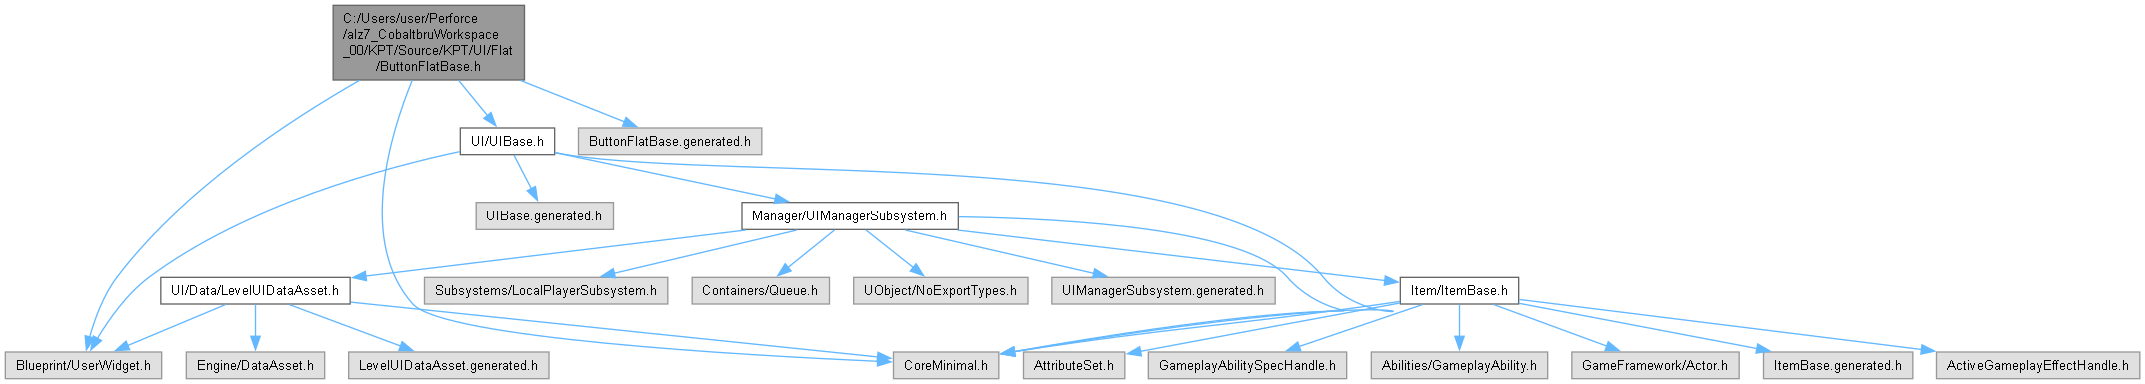 C:/Users/user/Perforce
/alz7_CobaltbruWorkspace
_00/KPT/Source/KPT/UI/Flat
/ButtonFlatBase.h
UI/UIBase.h
ButtonFlatBase.generated.h
UIBase.generated.h
Manager/UIManagerSubsystem.h
UI/Data/LevelUIDataAsset.h
Subsystems/LocalPlayerSubsystem.h
Containers/Queue.h
UObject/NoExportTypes.h
UIManagerSubsystem.generated.h
Item/ItemBase.h
Blueprint/UserWidget.h
Engine/DataAsset.h
LevelUIDataAsset.generated.h
CoreMinimal.h
AttributeSet.h
GameplayAbilitySpecHandle.h
Abilities/GameplayAbility.h
GameFramework/Actor.h
ItemBase.generated.h
ActiveGameplayEffectHandle.h